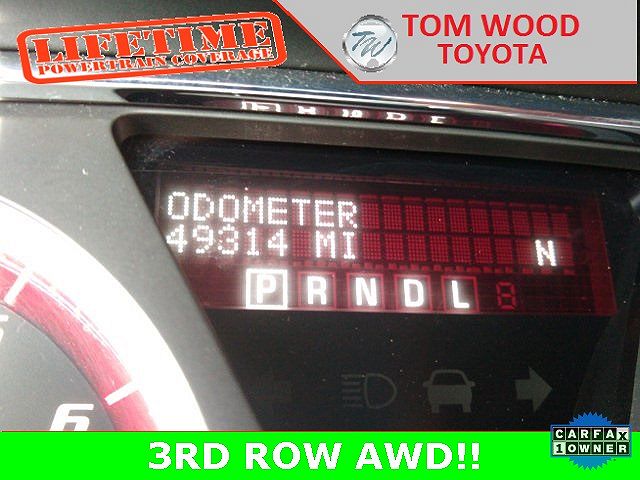 LIFETIME
POWERTRAIN COVERAGE
TW
TOM WOOD
TOYOTA
ODOMETER
49314 MI
N
P R N D L 8
6
3RD ROW AWD!!
CARFAX
1 OWNER